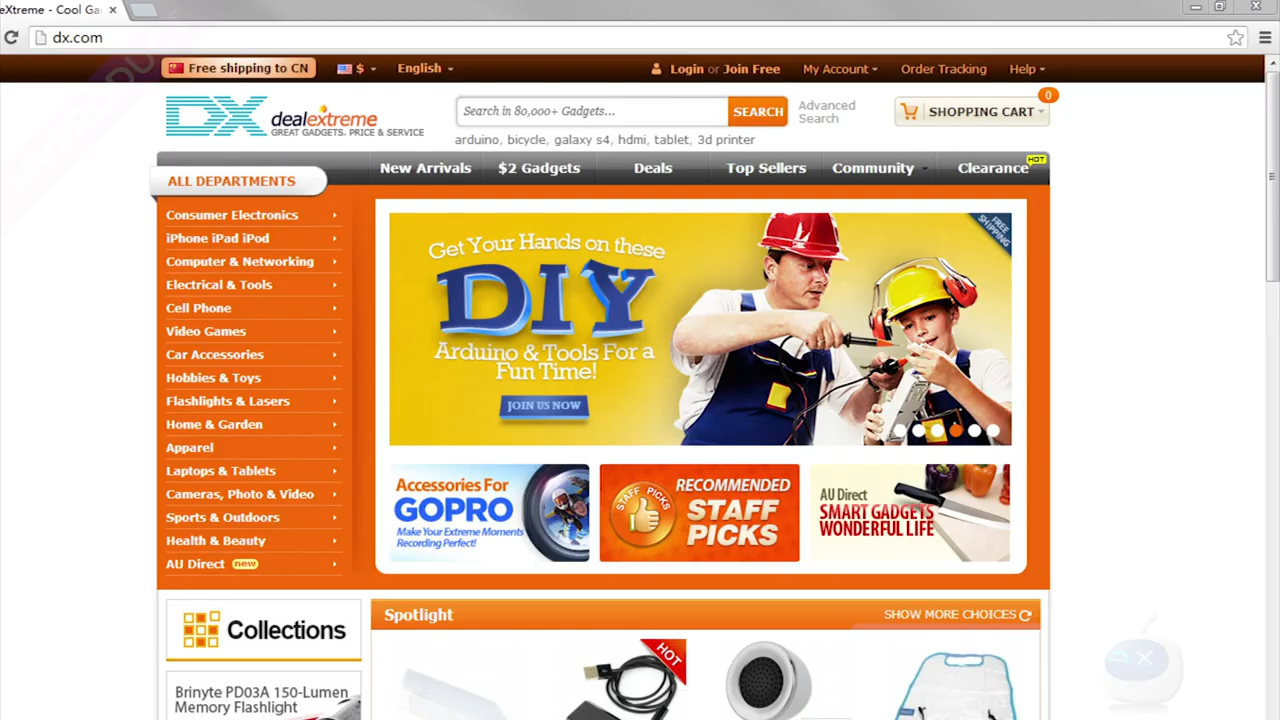 eXtreme - Cool Ga
dx.com
Free shipping to CN
$
English
Login or Join Free
My Account
Order Tracking
Help
DX dealextreme
GREAT GADGETS. PRICE & SERVICE
Search in 80,000+ Gadgets...
SEARCH
Advanced
Search
0
SHOPPING CART
arduino, bicycle, galaxy s4, hdmi, tablet, 3d printer
ALL DEPARTMENTS
New Arrivals
$2 Gadgets
Deals
Top Sellers
Community
Clearance
HOT
Consumer Electronics
iPhone iPad iPod
Computer & Networking
Electrical & Tools
Cell Phone
Video Games
Car Accessories
Hobbies & Toys
Flashlights & Lasers
Home & Garden
Apparel
Laptops & Tablets
Cameras, Photo & Video
Sports & Outdoors
Health & Beauty
AU Direct new
Get Your Hands on these
DIY
Arduino & Tools For a
Fun Time!
JOIN US NOW
FREE
SHIPPING
Accessories For
GOPRO
Make Your Extreme Moments
Recording Perfect!
STAFF PICKS
RECOMMENDED
STAFF
PICKS
AU Direct
SMART GADGETS
WONDERFUL LIFE
Collections
Spotlight
SHOW MORE CHOICES
HOT
Brinyte PD03A 150-Lumen
Memory Flashlight